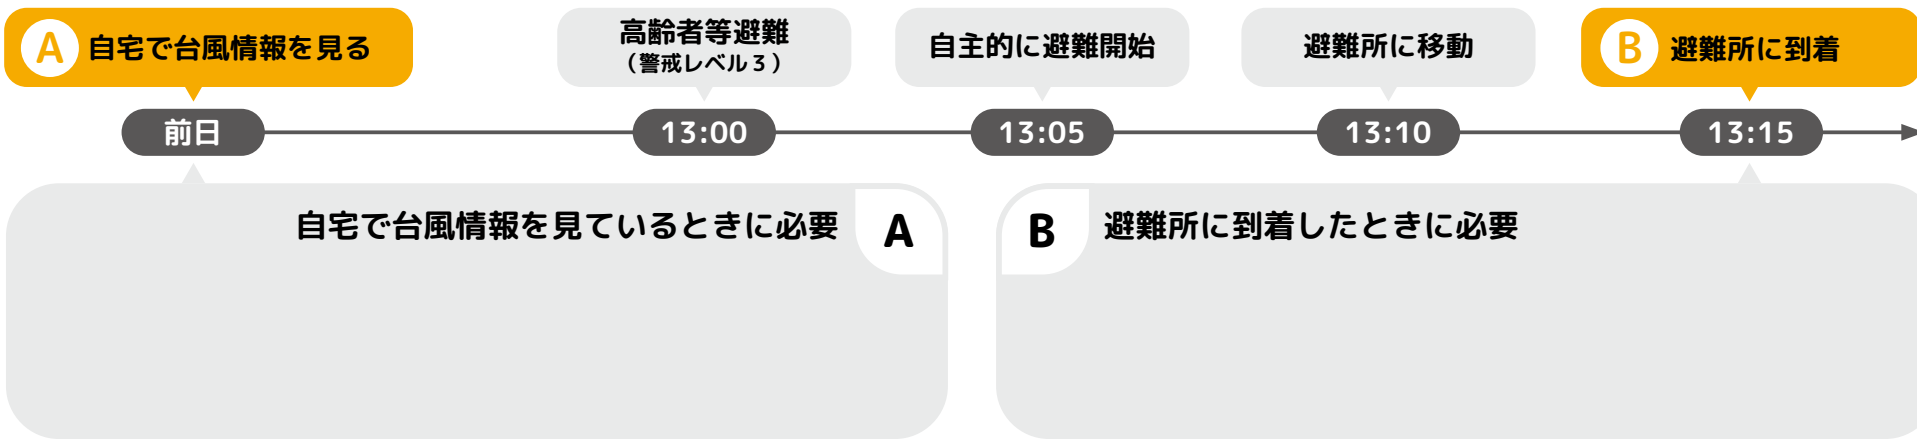 A 自宅で台風情報を見る
高齢者等避難
（警戒レベル３）
自主的に避難開始
避難所に移動
B 避難所に到着
前日
13:00
13:05
13:10
13:15
自宅で台風情報を見ているときに必要 A
B 避難所に到着したときに必要